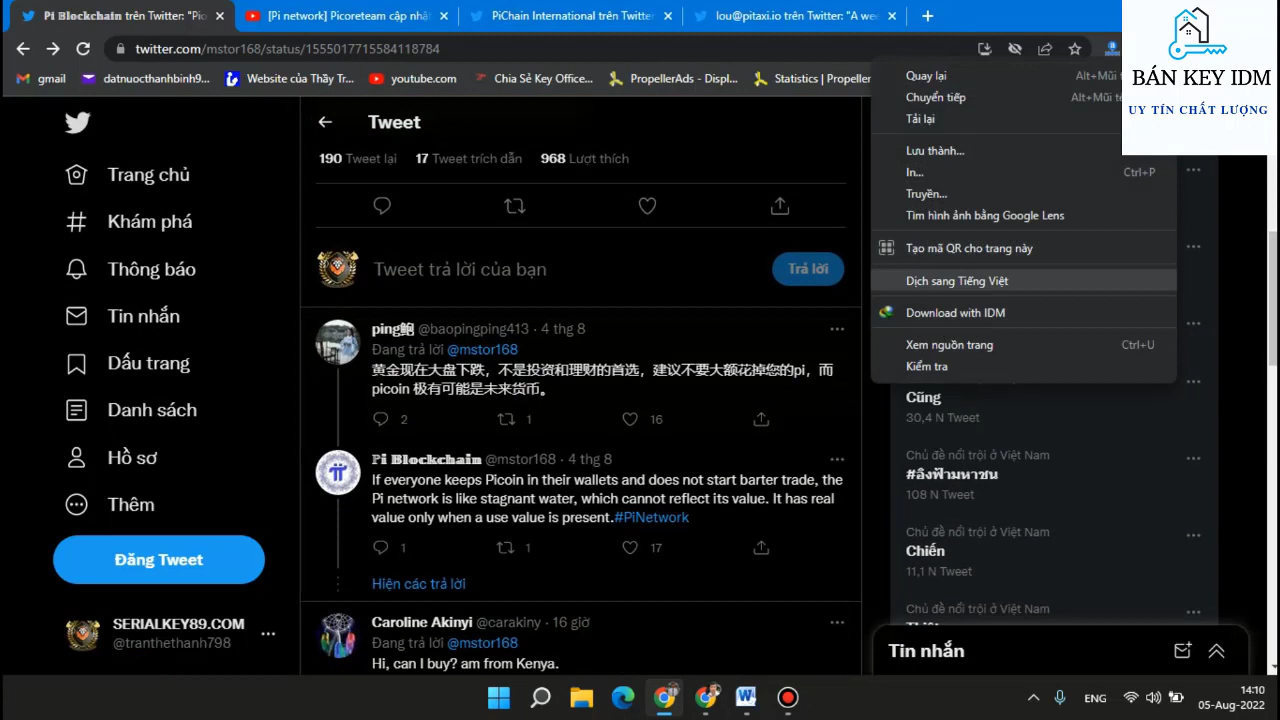 Pi Blockchain trên Twitter: "Pio
[Pi network] Picoreteam cập nhậ
PiChain International trên Twitter
lou@pitaxi.io trên Twitter: "A wee
twitter.com/mstor168/status/1555017715584118784
gmail
datnuocthanhbinh9...
Website của Thầy Tr...
youtube.com
Chia Sẻ Key Office...
PropellerAds - Displ...
Statistics | Propeller
BÁN KEY IDM
UY TÍN CHẤT LƯỢNG
Quay lại Alt+Mũi t
Chuyển tiếp Alt+Mũi tê
Tải lại
Lưu thành...
In... Ctrl+P
Truyền...
Tìm hình ảnh bằng Google Lens
Tạo mã QR cho trang này
Dịch sang Tiếng Việt
Download with IDM
Xem nguồn trang Ctrl+U
Kiểm tra
Trang chủ
Khám phá
Thông báo
Tin nhắn
Dấu trang
Danh sách
Hồ sơ
Thêm
Đăng Tweet
SERIALKEY89.COM
@tranthethanh798
Tweet
190 Tweet lại 17 Tweet trích dẫn 968 Lượt thích
Tweet trả lời của bạn
Trả lời
ping鲍 @baopingping413 · 4 thg 8
Đang trả lời @mstor168
黄金现在大盘下跌，不是投资和理财的首选，建议不要大额花掉您的pi，而
picoin 极有可能是未来货币。
2 1 16
Pi Blockchain @mstor168 · 4 thg 8
If everyone keeps Picoin in their wallets and does not start barter trade, the
Pi network is like stagnant water, which cannot reflect its value. It has real
value only when a use value is present.#PiNetwork
1 1 17
Hiện các trả lời
Caroline Akinyi @carakiny · 16 giờ
Đang trả lời @mstor168
Hi, can I buy? am from Kenya.
Cũng
30,4 N Tweet
Chủ đề nổi trội ở Việt Nam
#อิงฟ้ามหาชน
108 N Tweet
Chủ đề nổi trội ở Việt Nam
Chiến
11,1 N Tweet
Chủ đề nổi trội ở Việt Nam
Tin nhắn
ENG
14:10
05-Aug-2022